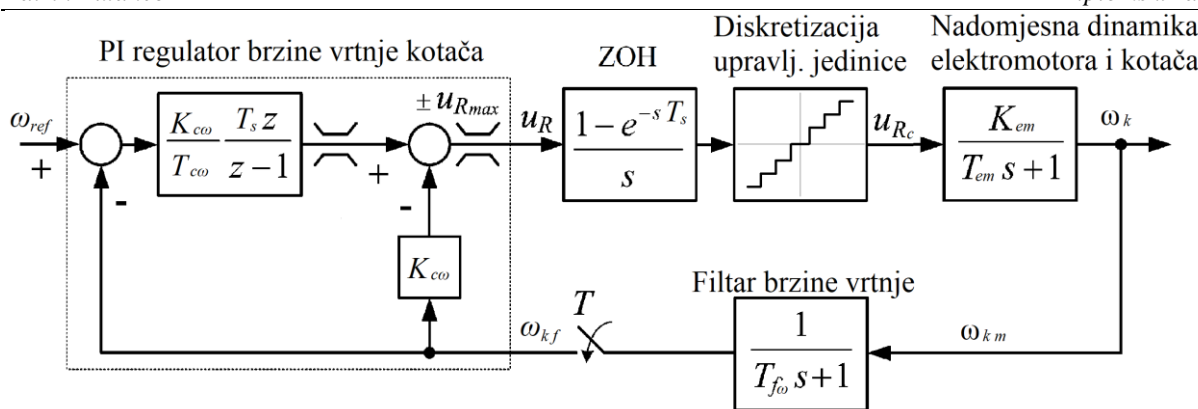 PI regulator brzine vrtnje kotača
ZOH
Diskretizacija
upravlj. jedinice
Nadomjesna dinamika
elektromotora i kotača
ω_ref
+
-
K_cω / T_cω T_s z / z − 1
+
-
± u_Rmax
u_R
1 − e^{−s T_s} / s
u_Rc
K_em / T_em s + 1
ω_k
K_cω
ω_kf
T
Filtar brzine vrtnje
1 / T_fω s + 1
ω_km